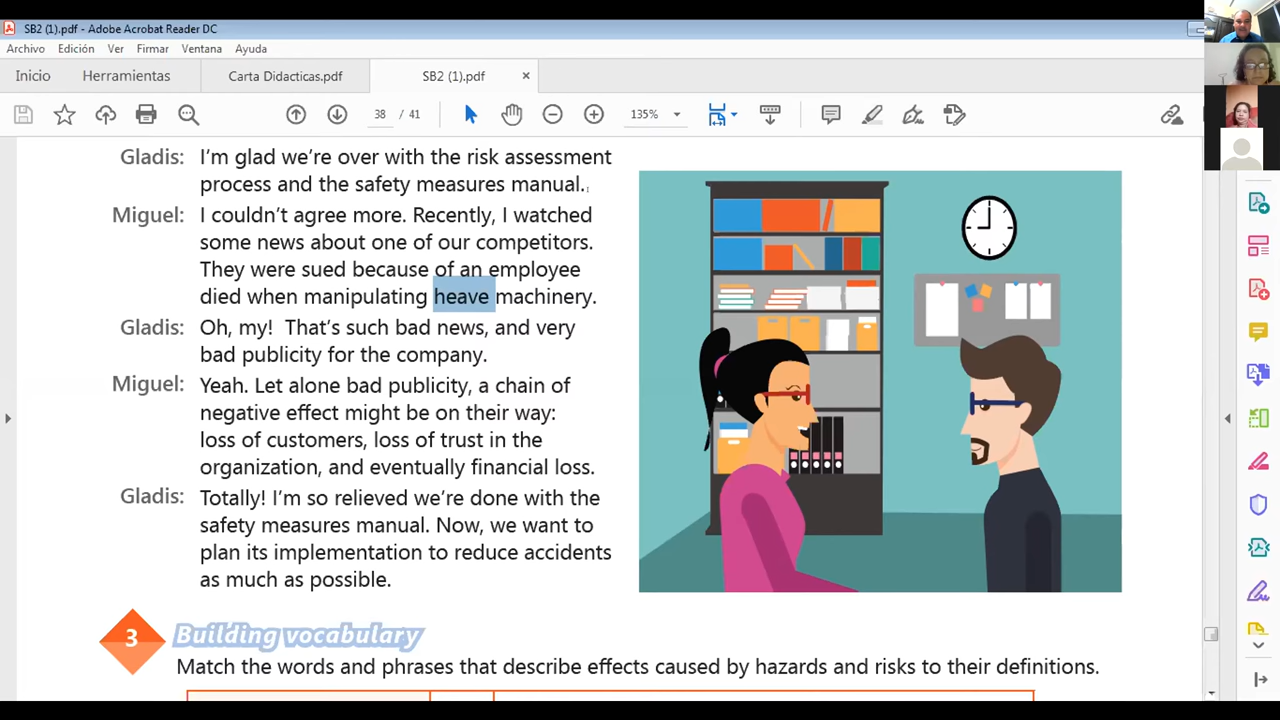 SB2 (1).pdf - Adobe Acrobat Reader DC
Archivo Edición Ver Firmar Ventana Ayuda
Inicio Herramientas Carta Didacticas.pdf SB2 (1).pdf ×
38 / 41 135%
Gladis: I'm glad we're over with the risk assessment
process and the safety measures manual.
Miguel: I couldn't agree more. Recently, I watched
some news about one of our competitors.
They were sued because of an employee
died when manipulating heave machinery.
Gladis: Oh, my! That's such bad news, and very
bad publicity for the company.
Miguel: Yeah. Let alone bad publicity, a chain of
negative effect might be on their way:
loss of customers, loss of trust in the
organization, and eventually financial loss.
Gladis: Totally! I'm so relieved we're done with the
safety measures manual. Now, we want to
plan its implementation to reduce accidents
as much as possible.
3 Building vocabulary
Match the words and phrases that describe effects caused by hazards and risks to their definitions.